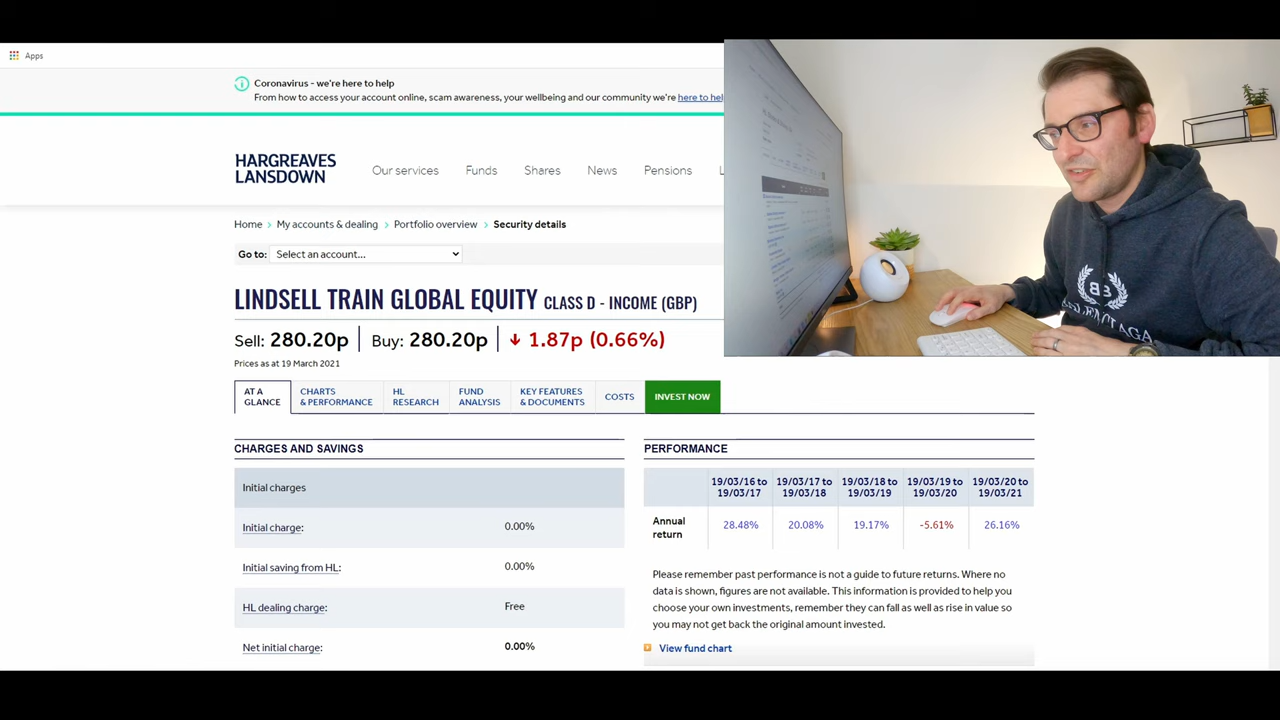 Apps
Coronavirus - we're here to help
From how to access your account online, scam awareness, your wellbeing and our community we're here to help
HARGREAVES
LANSDOWN
Our services Funds Shares News Pensions L
Home > My accounts & dealing > Portfolio overview > Security details
Go to: Select an account...
LINDSELL TRAIN GLOBAL EQUITY CLASS D - INCOME (GBP)
Sell: 280.20p Buy: 280.20p 1.87p (0.66%)
Prices as at 19 March 2021
AT A GLANCE
CHARTS & PERFORMANCE
HL RESEARCH
FUND ANALYSIS
KEY FEATURES & DOCUMENTS
COSTS
INVEST NOW
CHARGES AND SAVINGS
Initial charges
Initial charge: 0.00%
Initial saving from HL: 0.00%
HL dealing charge: Free
Net initial charge: 0.00%
PERFORMANCE
19/03/16 to 19/03/17 19/03/17 to 19/03/18 19/03/18 to 19/03/19 19/03/19 to 19/03/20 19/03/20 to 19/03/21
Annual return 28.48% 20.08% 19.17% -5.61% 26.16%
Please remember past performance is not a guide to future returns. Where no
data is shown, figures are not available. This information is provided to help you
choose your own investments, remember they can fall as well as rise in value so
you may not get back the original amount invested.
View fund chart